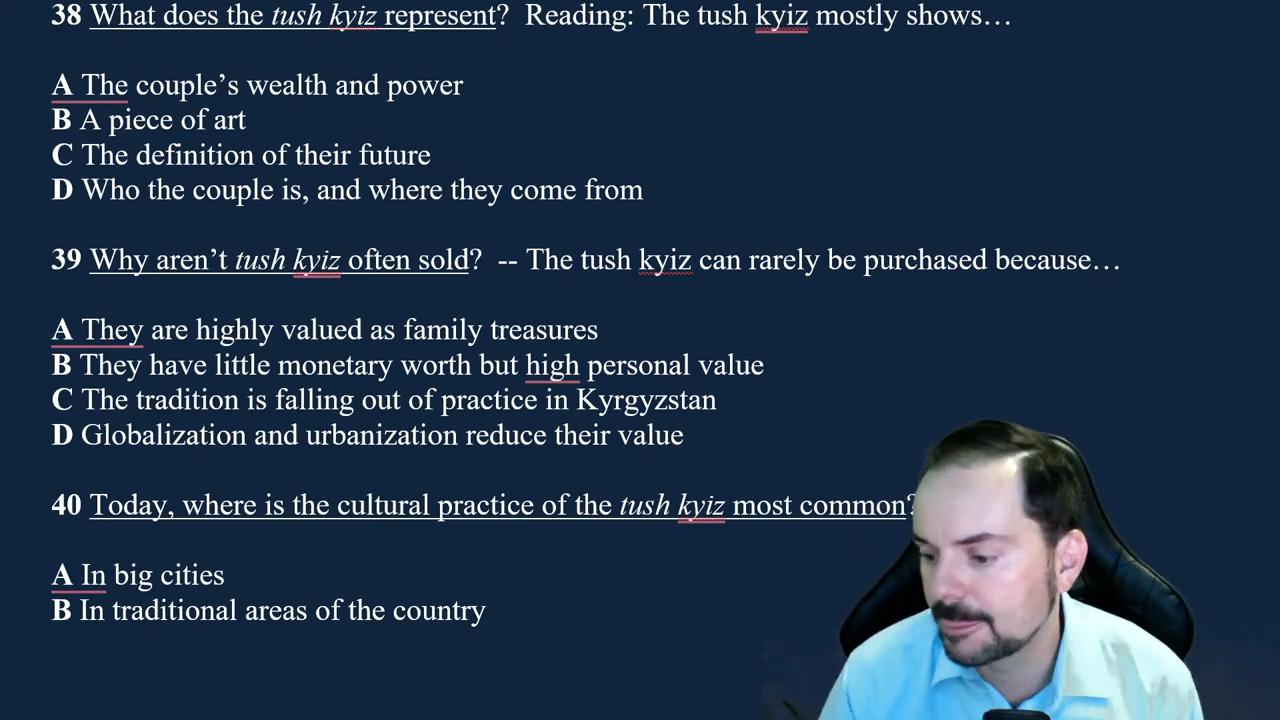 38 What does the tush kyiz represent? Reading: The tush kyiz mostly shows…
A The couple’s wealth and power
B A piece of art
C The definition of their future
D Who the couple is, and where they come from
39 Why aren’t tush kyiz often sold? -- The tush kyiz can rarely be purchased because…
A They are highly valued as family treasures
B They have little monetary worth but high personal value
C The tradition is falling out of practice in Kyrgyzstan
D Globalization and urbanization reduce their value
40 Today, where is the cultural practice of the tush kyiz most common?
A In big cities
B In traditional areas of the country